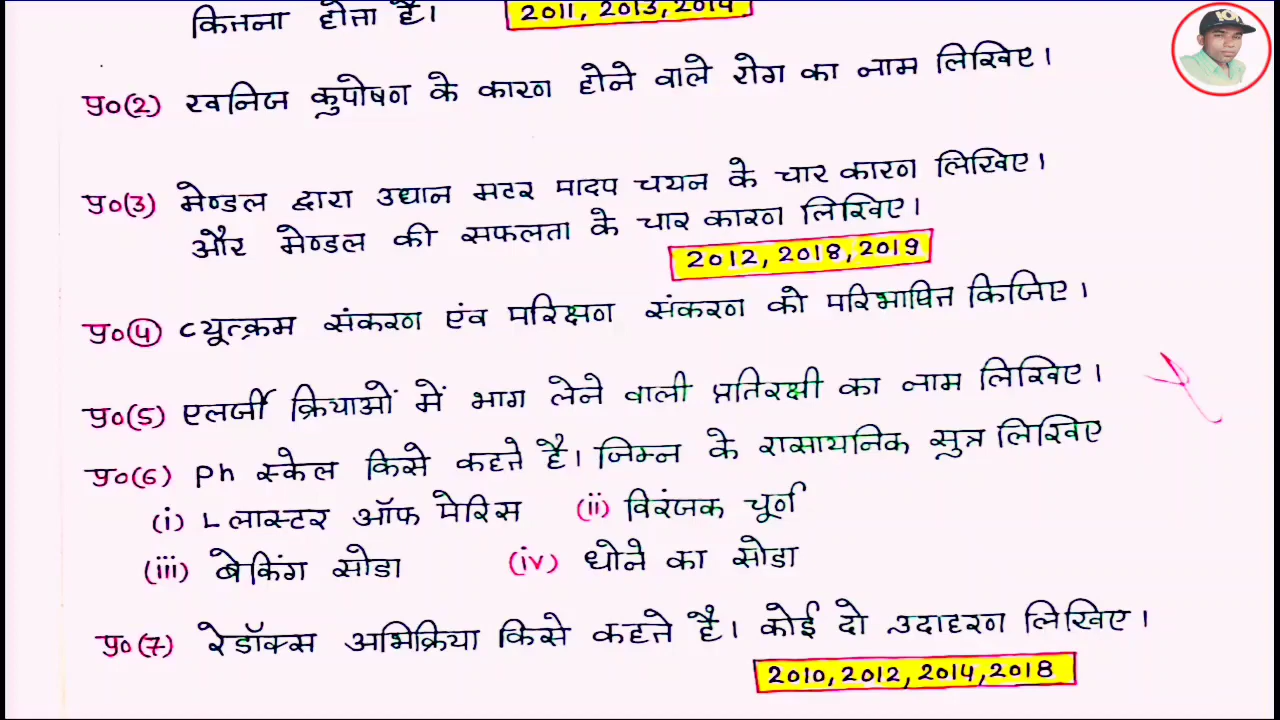 कितना होता है। 2011, 2013, 2014
प्र०(2) खनिज कुपोषण के कारण होने वाले रोग का नाम लिखिए।
प्र०(3) मेण्डल द्वारा उद्यान मटर पादप चयन के चार कारण लिखिए।
और मेण्डल की सफलता के चार कारण लिखिए।
2012, 2018, 2019
प्र०(4) व्यूत्क्रम संकरण एंव परिक्षण संकरण को परिभाषित किजिए।
प्र०(5) एलर्जी क्रियाओं में भाग लेने वाली प्रतिरक्षी का नाम लिखिए।
प्र०(6) Ph स्केल किसे कहते है। निम्न के रासायनिक सुत्र लिखिए
(i) प्लास्टर ऑफ पेरिस (ii) विरंजक चूर्ण
(iii) बेकिंग सोडा (iv) धोने का सोडा
प्र०(7) रेडॉक्स अभिक्रिया किसे कहते है। कोई दो उदाहरण लिखिए।
2010, 2012, 2014, 2018